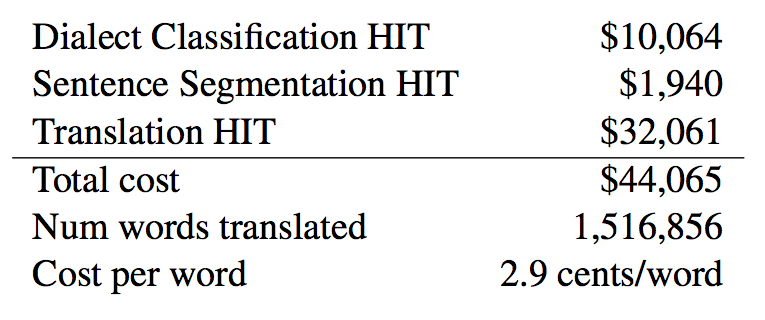 Dialect Classification HIT $10,064
Sentence Segmentation HIT $1,940
Translation HIT $32,061
Total cost $44,065
Num words translated 1,516,856
Cost per word 2.9 cents/word